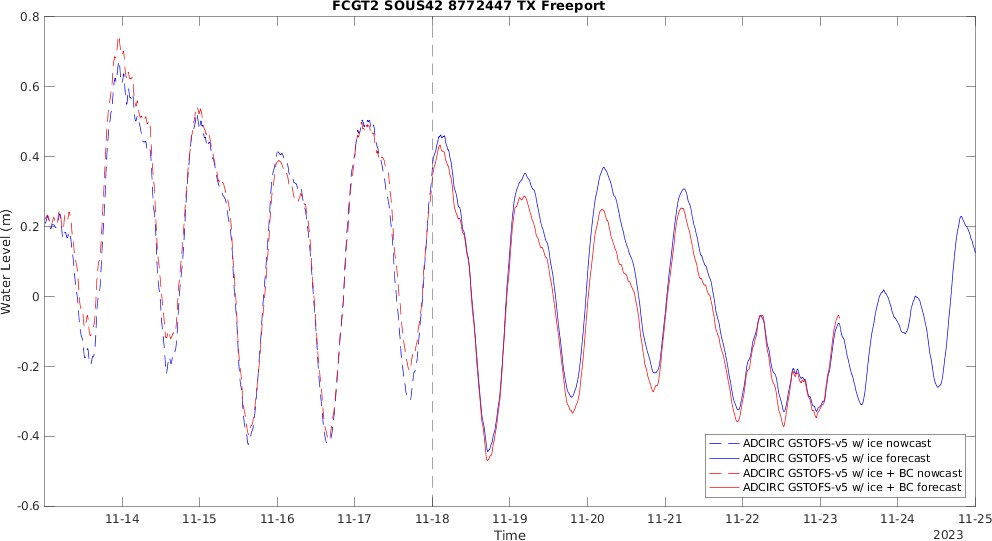 FCGT2 SOUS42 8772447 TX Freeport
0.8
0.6
0.4
0.2
0
-0.2
-0.4
-0.6
Water Level (m)
11-14 11-15 11-16 11-17 11-18 11-19 11-20 11-21 11-22 11-23 11-24 11-25
Time
2023
ADCIRC GSTOFS-v5 w/ ice nowcast
ADCIRC GSTOFS-v5 w/ ice forecast
ADCIRC GSTOFS-v5 w/ ice + BC nowcast
ADCIRC GSTOFS-v5 w/ ice + BC forecast